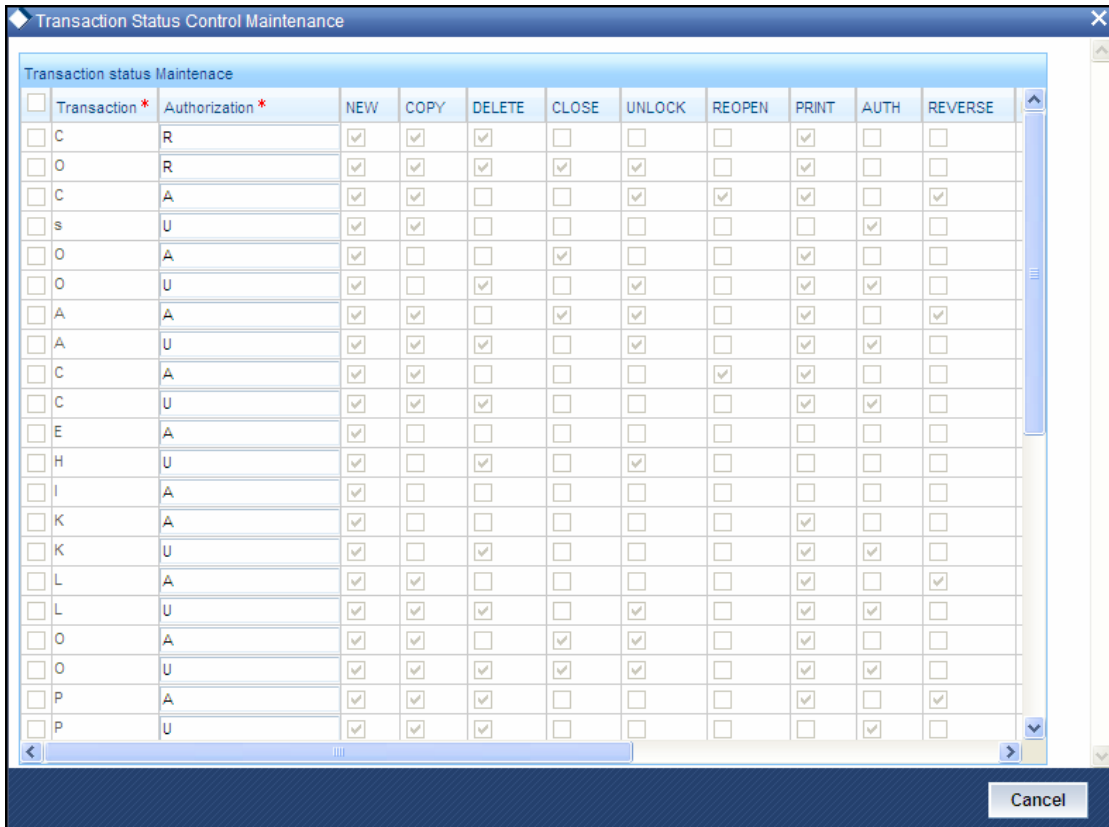 Transaction Status Control Maintenance
Transaction status Maintenace
Transaction * Authorization * NEW COPY DELETE CLOSE UNLOCK REOPEN PRINT AUTH REVERSE
C R
O R
C A
s U
O A
O U
A A
A U
C A
C U
E A
H U
I A
K A
K U
L A
L U
O A
O U
P A
P U
Cancel